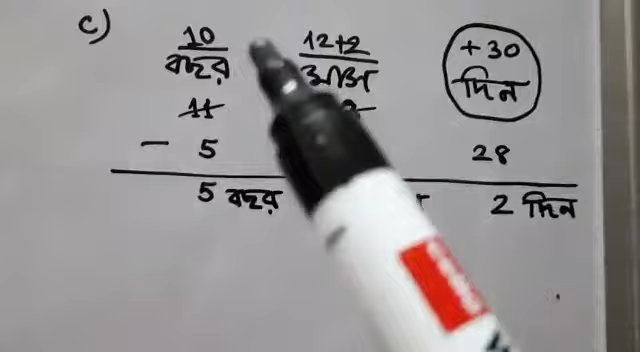 c)
10 12+2 +30
বছর মাস দিন
11
- 5 28
5 বছর 2 দিন